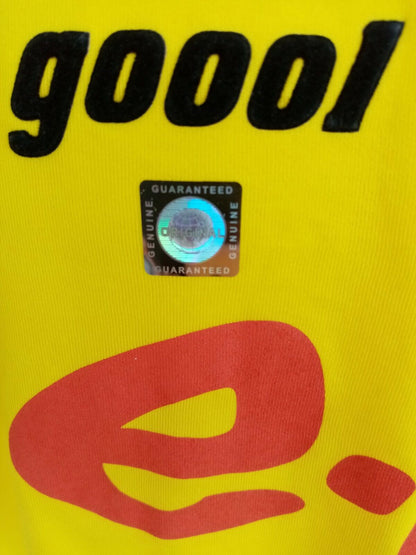 goool
GUARANTEED
GENUINE
ORIGINAL
GENUINE
GUARANTEED
e.